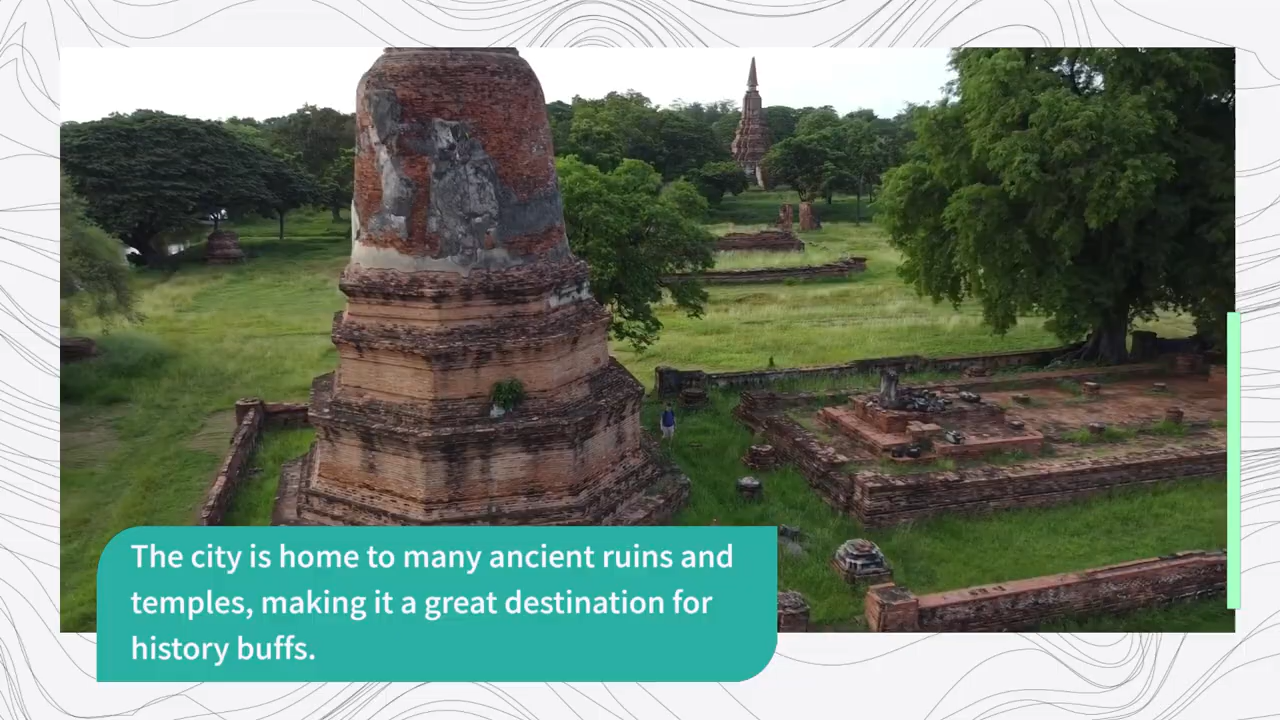 The city is home to many ancient ruins and
temples, making it a great destination for
history buffs.